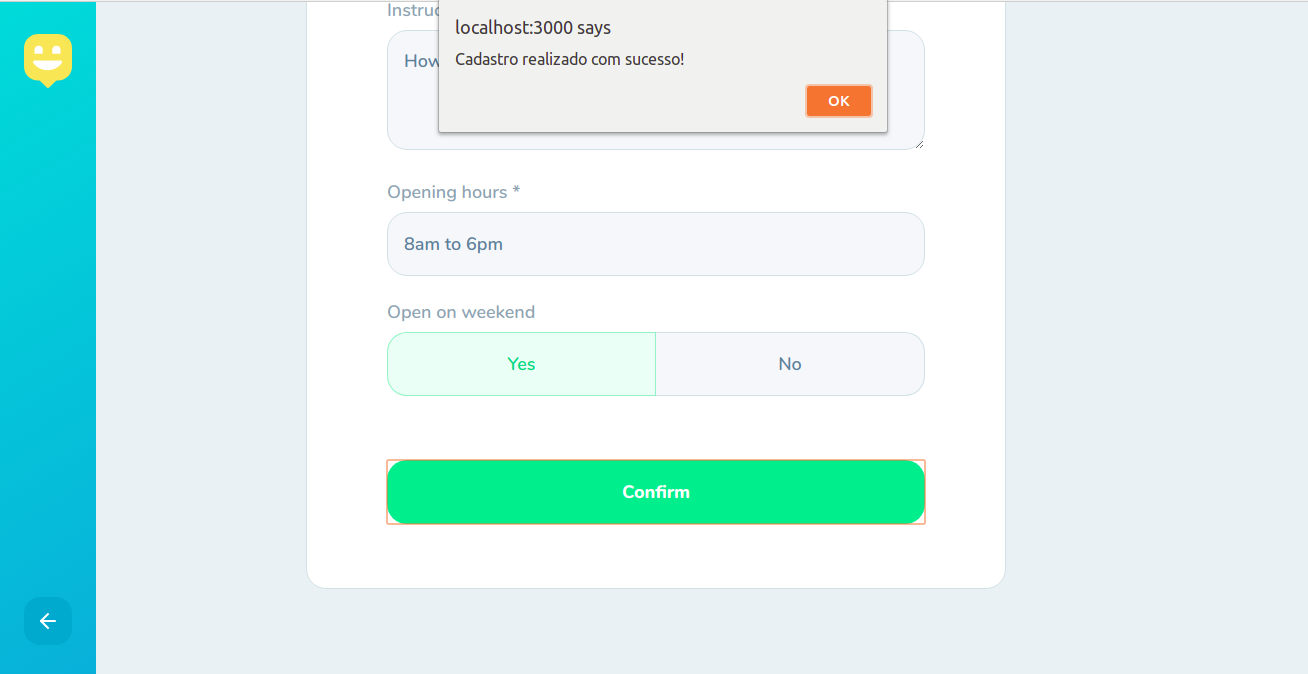 localhost:3000 says
Cadastro realizado com sucesso!
OK
How
Opening hours *
8am to 6pm
Open on weekend
Yes
No
Confirm